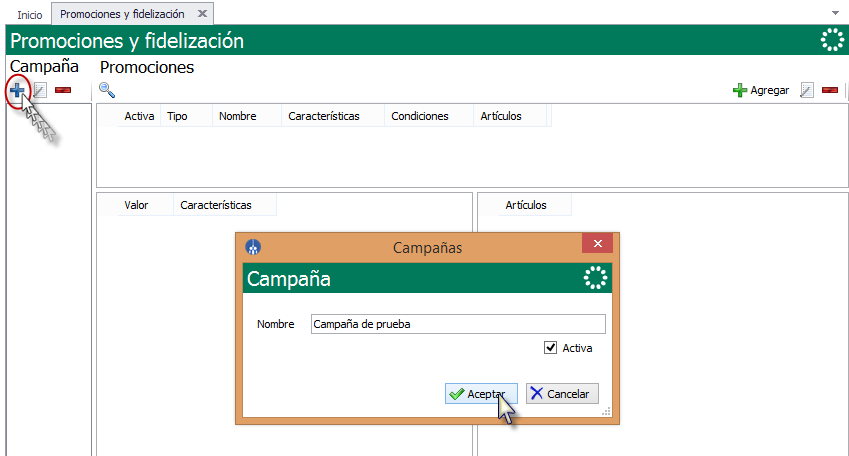 Inicio Promociones y fidelización
Promociones y fidelización
Campaña Promociones
Agregar
Activa Tipo Nombre Características Condiciones Artículos
Valor Características Artículos
Campañas
Campaña
Nombre Campaña de prueba
Activa
Aceptar Cancelar